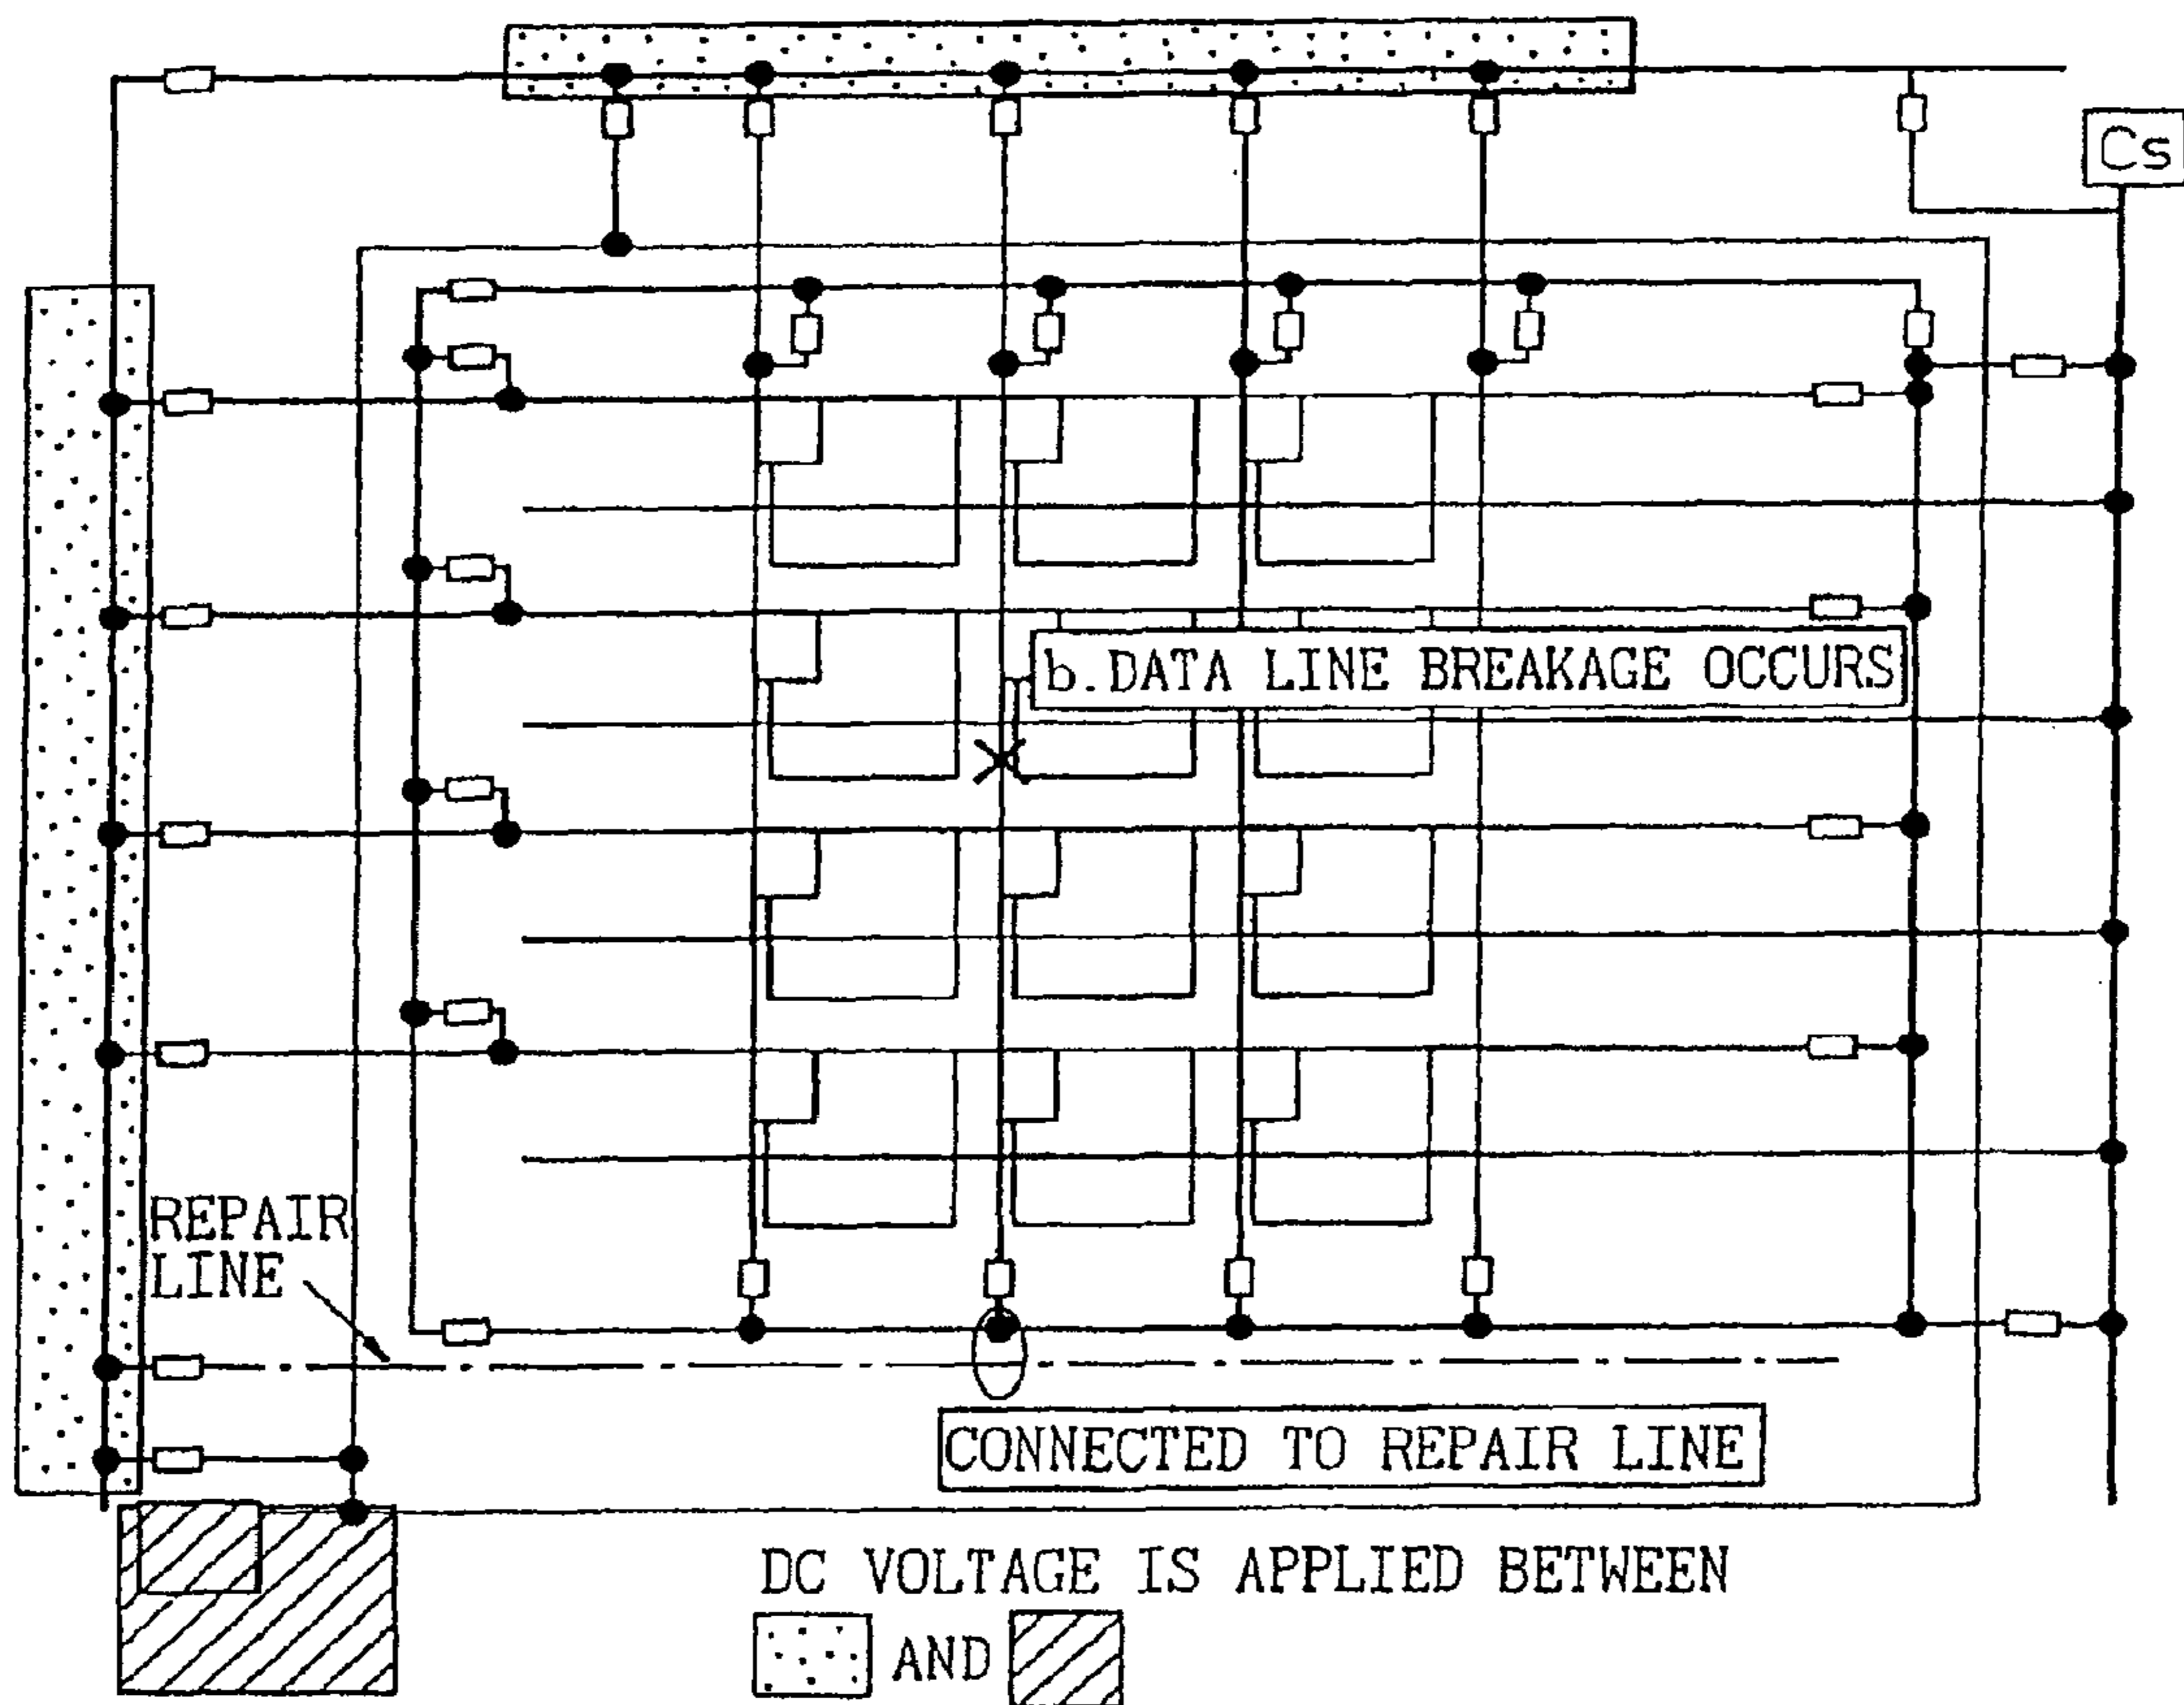 Cs
b.DATA LINE BREAKAGE OCCURS
REPAIR
LINE
CONNECTED TO REPAIR LINE
DC VOLTAGE IS APPLIED BETWEEN
AND